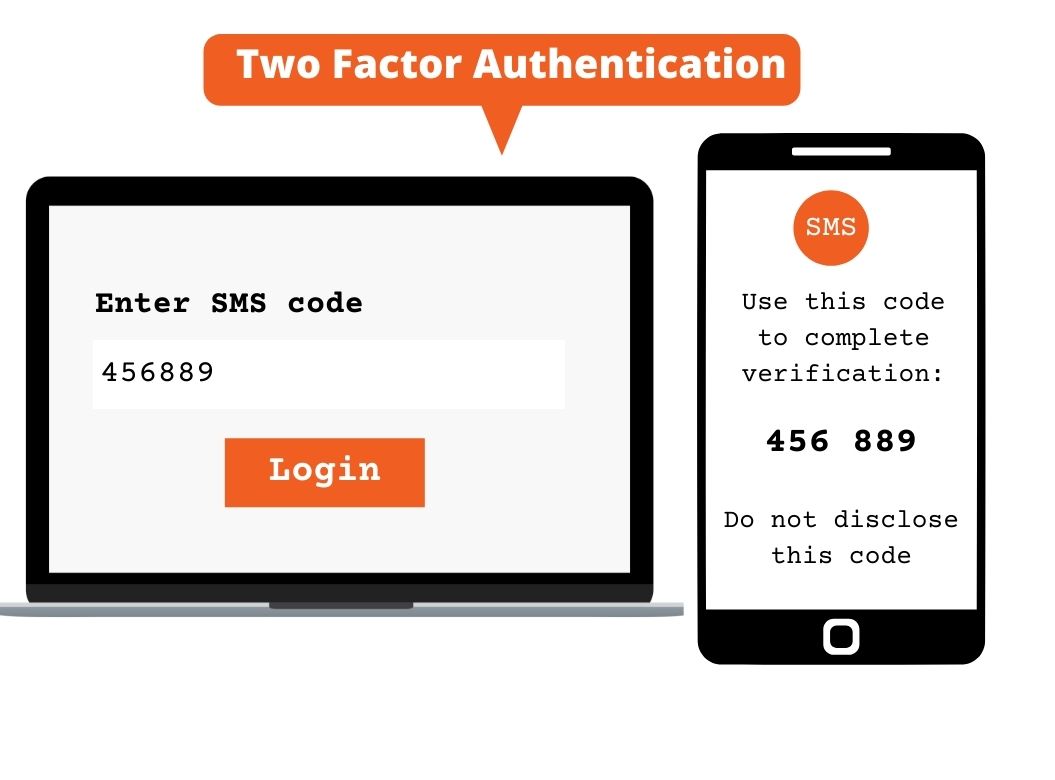 Two Factor Authentication
Enter SMS code
456889
Login
SMS
Use this code
to complete
verification:
456 889
Do not disclose
this code